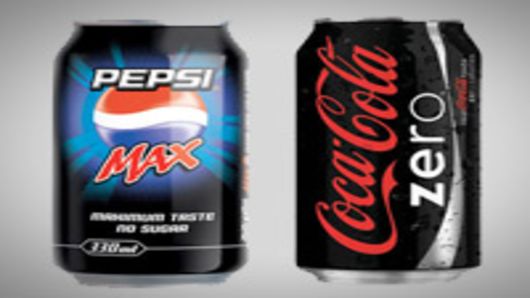 PEPSI
MAX
MAXIMUM TASTE
NO SUGAR
330ml
Coca-Cola
zero